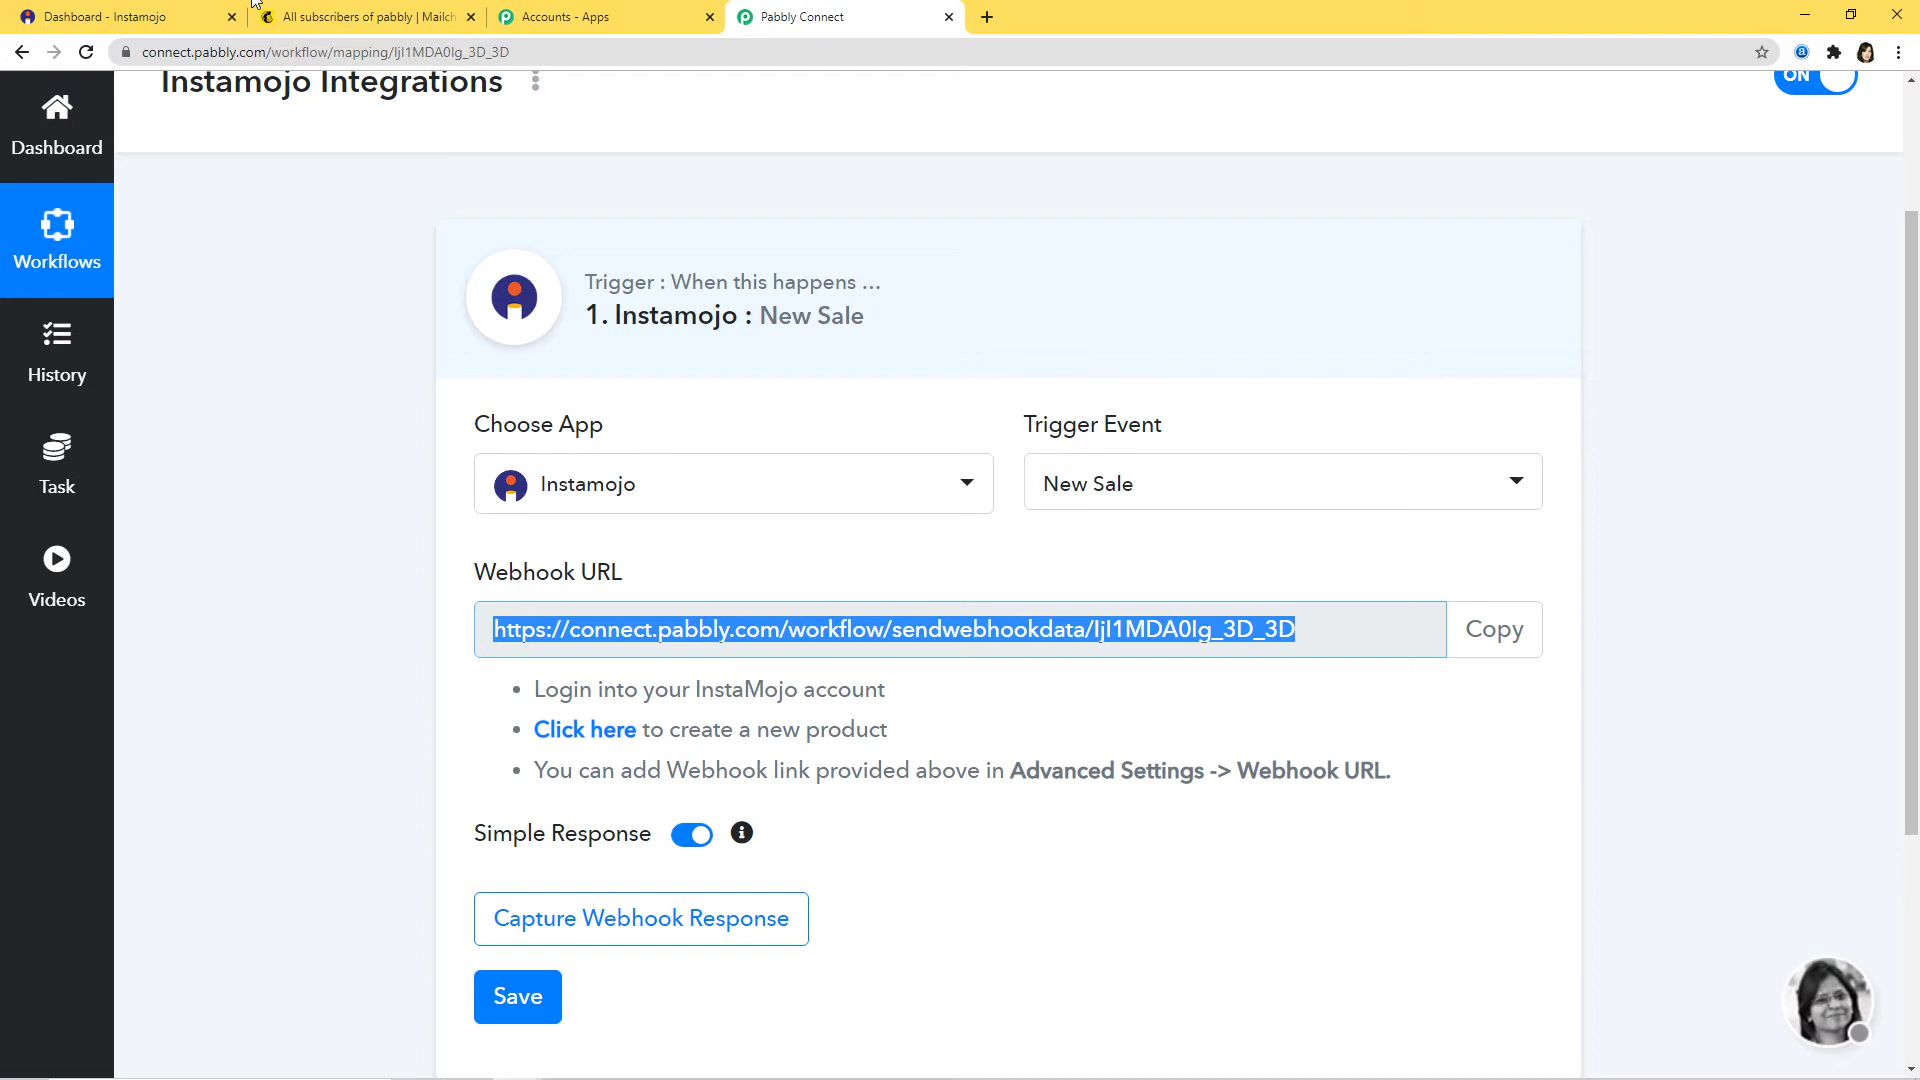 Dashboard - Instamojo
All subscribers of pabbly | Mailch
Accounts - Apps
Pabbly Connect
connect.pabbly.com/workflow/mapping/IjI1MDA0Ig_3D_3D
Instamojo Integrations
ON
Dashboard
Workflows
History
Task
Videos
Trigger : When this happens ...
1. Instamojo : New Sale
Choose App
Trigger Event
Instamojo
New Sale
Webhook URL
https://connect.pabbly.com/workflow/sendwebhookdata/IjI1MDA0Ig_3D_3D
Copy
• Login into your InstaMojo account
• Click here to create a new product
• You can add Webhook link provided above in Advanced Settings -> Webhook URL.
Simple Response
Capture Webhook Response
Save